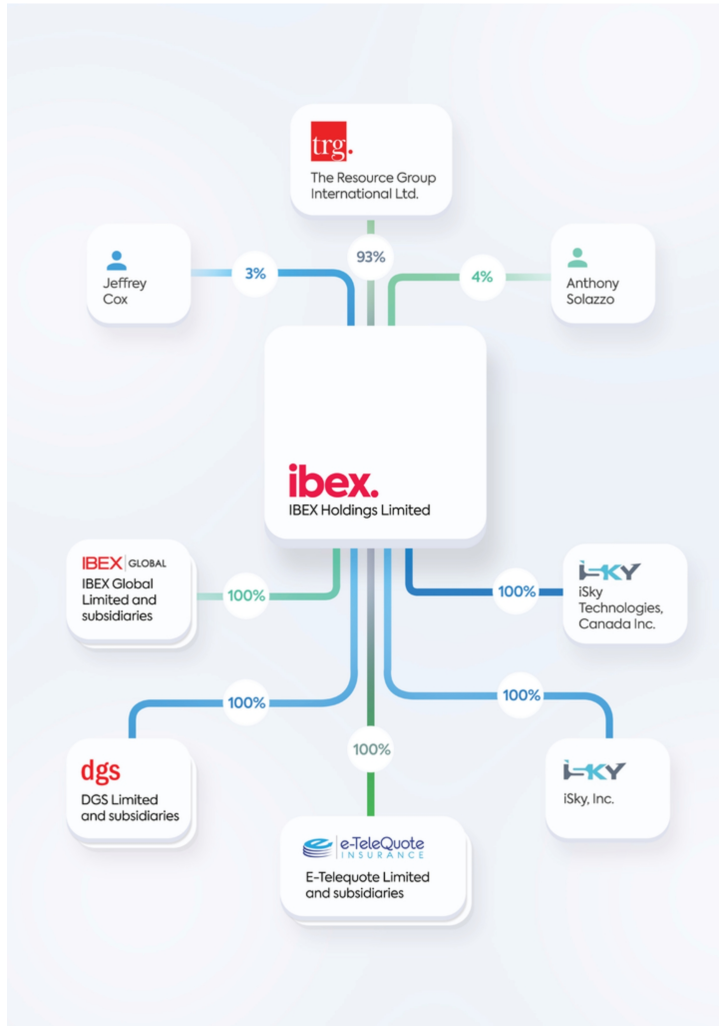 trg.
The Resource Group
International Ltd.
Jeffrey
Cox
3%
93%
4%
Anthony
Solazzo
ibex.
IBEX Holdings Limited
IBEX GLOBAL
IBEX Global
Limited and
subsidiaries
100%
100%
iSKY
iSky
Technologies,
Canada Inc.
100%
100%
dgs
DGS Limited
and subsidiaries
100%
iSKY
iSky, Inc.
e-TeleQuote
INSURANCE
E-Telequote Limited
and subsidiaries